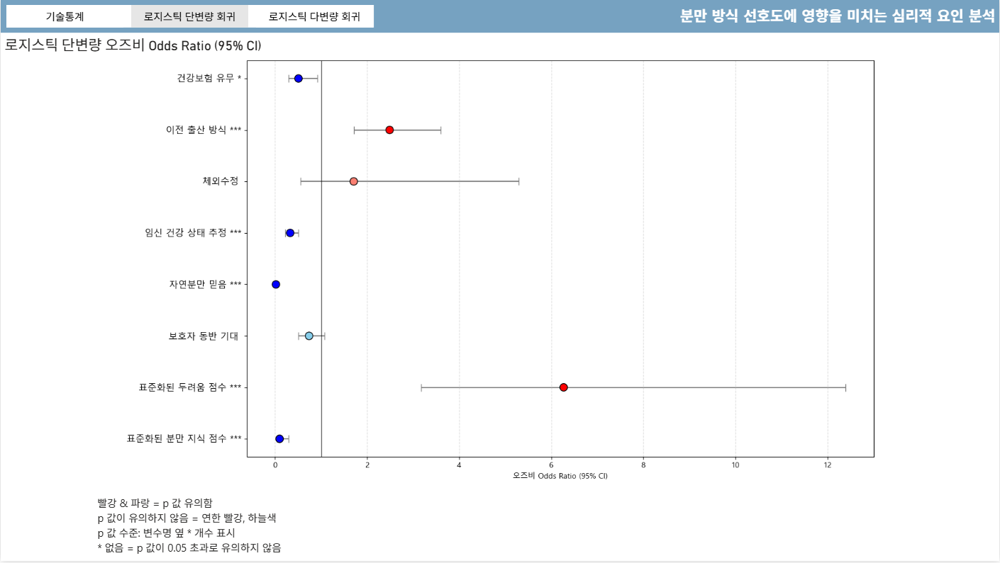 기술통계
로지스틱 단변량 회귀
로지스틱 다변량 회귀
분만 방식 선호도에 영향을 미치는 심리적 요인 분석
로지스틱 단변량 오즈비 Odds Ratio (95% CI)
건강보험 유무 *
이전 출산 방식 ***
체외수정
임신 건강 상태 추정 ***
자연분만 믿음 ***
보호자 동반 기대
표준화된 두려움 점수 ***
표준화된 분만 지식 점수 ***
0 2 4 6 8 10 12
오즈비 Odds Ratio (95% CI)
빨강 & 파랑 = p 값 유의함
p 값이 유의하지 않음 = 연한 빨강, 하늘색
p 값 수준: 변수명 옆 * 개수 표시
* 없음 = p 값이 0.05 초과로 유의하지 않음